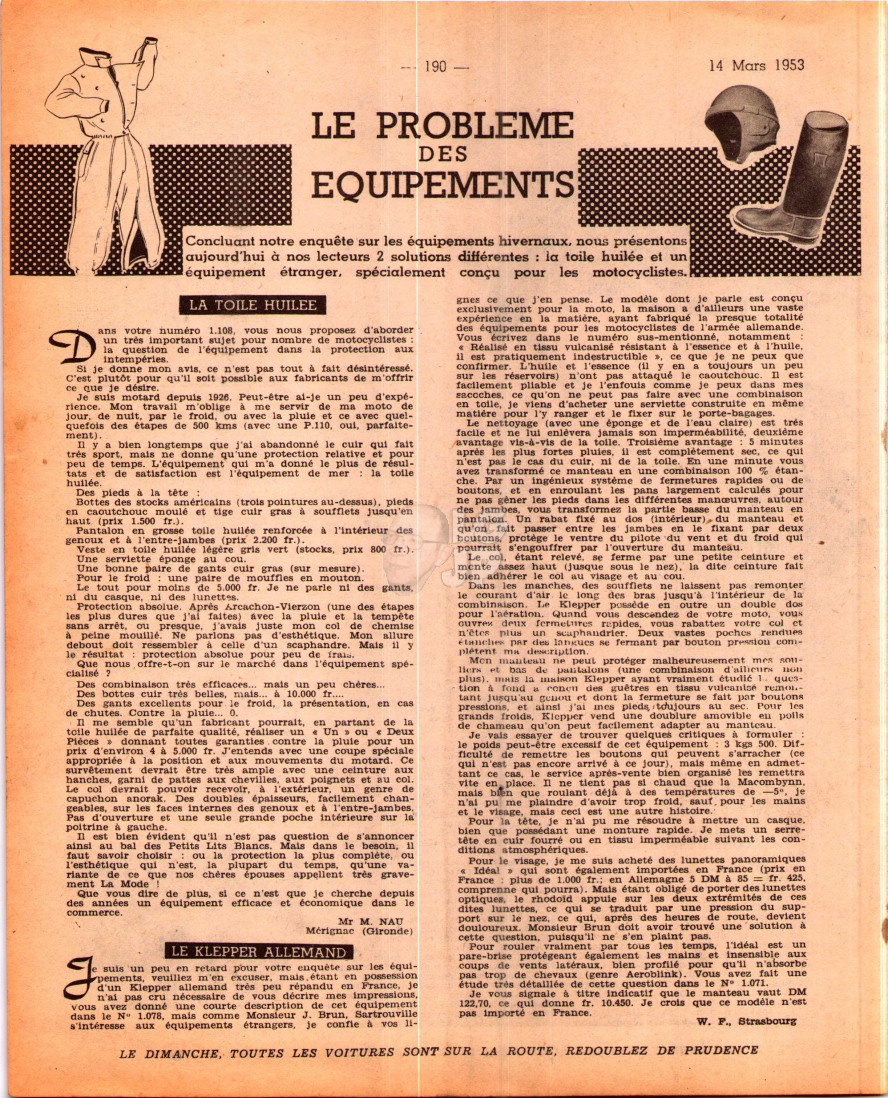 — 190 —
14 Mars 1953
LE PROBLEME
DES
EQUIPEMENTS
Concluant notre enquête sur les équipements hivernaux, nous présentons
aujourd'hui à nos lecteurs 2 solutions différentes : la toile huilée et un
équipement étranger, spécialement conçu pour les motocyclistes.
LA TOILE HUILEE
Dans votre numéro 1.108, vous nous proposez d'aborder
un très important sujet pour nombre de motocyclistes :
la question de l'équipement dans la protection aux
intempéries.
Si je donne mon avis, ce n'est pas tout à fait désintéressé.
C'est plutôt pour qu'il soit possible aux fabricants de m'offrir
ce que je désire.
Je suis motard depuis 1926. Peut-être ai-je un peu d'expé-
rience. Mon travail m'oblige à me servir de ma moto de
jour, de nuit, par le froid, ou avec la pluie et ce avec quel-
quefois des étapes de 500 kms (avec une P.110, oui, parfaite-
ment).
Il y a bien longtemps que j'ai abandonné le cuir qui fait
très sport, mais ne donne qu'une protection relative et pour
peu de temps. L'équipement qui m'a donné le plus de résul-
tats et de satisfaction est l'équipement de mer : la toile
huilée.
Des pieds à la tête :
Bottes des stocks américains (trois pointures au-dessus), pieds
en caoutchouc moulé et tige cuir gras à soufflets jusqu'en
haut (prix 1.500 fr.).
Pantalon en grosse toile huilée renforcée à l'intérieur des
genoux et à l'entre-jambes (prix 2.200 fr.).
Veste en toile huilée légère gris vert (stocks, prix 800 fr.).
Une serviette éponge au cou.
Une bonne paire de gants cuir gras (sur mesure).
Pour le froid : une paire de moufles en mouton.
Le tout pour moins de 5.000 fr. Je ne parle ni des gants,
ni du casque, ni des lunettes.
Protection absolue. Après Arcachon-Vierzon (une des étapes
les plus dures que j'ai faites) avec la pluie et la tempête
sans arrêt, ou presque, j'avais juste mon col de chemise
à peine mouillé. Ne parlons pas d'esthétique. Mon allure
debout doit ressembler à celle d'un scaphandre. Mais il y
le résultat : protection absolue pour peu de frais.
Que nous offre-t-on sur le marché dans l'équipement spé-
cialisé ?
Des combinaison très efficaces... mais un peu chères...
Des bottes cuir très belles, mais... à 10.000 fr....
Des gants excellents pour le froid, la présentation, en cas
de chutes. Contre la pluie... 0.
Il me semble qu'un fabricant pourrait, en partant de la
toile huilée de parfaite qualité, réaliser un « Un » ou « Deux
Pièces » donnant toutes garanties contre la pluie pour un
prix d'environ 4 à 5.000 fr. J'entends avec une coupe spéciale
appropriée à la position et aux mouvements du motard. Ce
survêtement devrait être très ample avec une ceinture aux
hanches, garni de pattes aux chevilles, aux poignets et au col.
Le col devrait pouvoir recevoir, à l'extérieur, un genre de
capuchon anorak. Des doubles épaisseurs, facilement chan-
geables, sur les faces internes des genoux et à l'entre-jambes.
Pas d'ouverture et une seule grande poche intérieure sur la
poitrine à gauche.
Il est bien évident qu'il n'est pas question de s'annoncer
ainsi au bal des Petits Lits Blancs. Mais dans le besoin, il
faut savoir choisir : ou la protection la plus complète, ou
l'esthétique qui n'est, la plupart du temps, qu'une va-
riante de ce que nos chères épouses appellent très grave-
ment La Mode !
Que vous dire de plus, si ce n'est que je cherche depuis
des années un équipement efficace et économique dans le
commerce.
Mr M. NAU
Mérignac (Gironde)
LE KLEPPER ALLEMAND
Je suis un peu en retard pour votre enquête sur les équi-
pements, veuillez m'en excuser, mais étant en possession
d'un Klepper allemand très peu répandu en France, je
n'ai pas cru nécessaire de vous décrire mes impressions,
vous avez donné une courte description de cet équipement
dans le N° 1.078, mais comme Monsieur J. Brun, Sartrouville
s'intéresse aux équipements étrangers, je confie à vos li-
gnes ce que j'en pense. Le modèle dont je parle est conçu
exclusivement pour la moto, la maison a d'ailleurs une vaste
expérience en la matière, ayant fabriqué la presque totalité
des équipements pour les motocyclistes de l'armée allemande.
Vous écrivez dans le numéro sus-mentionné, notamment :
« Réalisé en tissu vulcanisé résistant à l'essence et à l'huile,
il est pratiquement indestructible », ce que je ne peux que
confirmer. L'huile et l'essence (il y en a toujours un peu
sur les réservoirs) n'ont pas attaqué le caoutchouc. Il est
facilement pliable et je l'enfouis comme je peux dans mes
sacoches, ce qu'on ne peut pas faire avec une combinaison
en toile, je viens d'acheter une serviette construite en même
matière pour l'y ranger et le fixer sur le porte-bagages.
Le nettoyage (avec une éponge et de l'eau claire) est très
facile et ne lui enlèvera jamais son imperméabilité, deuxième
avantage vis-à-vis de la toile. Troisième avantage : 5 minutes
après les plus fortes pluies, il est complètement sec, ce qui
n'est pas le cas du cuir, ni de la toile. En une minute vous
avez transformé ce manteau en une combinaison 100 % étan-
che. Par un ingénieux système de fermetures rapides ou de
boutons, et en enroulant les pans largement calculés pour
ne pas gêner les pieds dans les différentes manœuvres, autour
des jambes, vous transformez la partie basse du manteau en
pantalon. Un rabat fixé au dos (intérieur) du manteau et
qu'on fait passer entre les jambes en le fixant par deux
boutons, protège le ventre du pilote du vent et du froid qui
pourrait s'engouffrer par l'ouverture du manteau.
Le col, étant relevé, se ferme par une petite ceinture et
monte assez haut (jusque sous le nez), la dite ceinture fait
bien adhérer le col au visage et au cou.
Dans les manches, des soufflets ne laissent pas remonter
le courant d'air le long des bras jusqu'à l'intérieur de la
combinaison. Le Klepper possède en outre un double dos
pour l'aération. Quand vous descendez de votre moto, vous
ouvrez deux fermetures rapides, vous rabattez votre col et
n'êtes plus un scaphandrier. Deux vastes poches rendues
étanches par des langues se fermant par bouton pression com-
plètent ma description.
Mon manteau ne peut protéger malheureusement mes sou-
liers et bas de pantalons (une combinaison d'ailleurs non
plus), mais la maison Klepper ayant vraiment étudié la ques-
tion à fond a conçu des guêtres en tissu vulcanisé remon-
tant jusqu'au genou et dont la fermeture se fait par boutons
pressions, et ainsi j'ai mes pieds toujours au sec. Pour les
grands froids, Klepper vend une doublure amovible en poils
de chameau qu'on peut facilement adapter au manteau.
Je vais essayer de trouver quelques critiques à formuler :
le poids peut-être excessif de cet équipement : 3 kgs 500. Dif-
ficulté de remettre les boutons qui peuvent s'arracher (ce
qui n'est pas encore arrivé à ce jour), mais même en admet-
tant ce cas, le service après-vente bien organisé les remettra
vite en place. Il ne tient pas si chaud que la Macombynn,
mais bien que roulant déjà à des températures de —5°, je
n'ai pu me plaindre d'avoir trop froid, sauf pour les mains
et le visage, mais ceci est une autre histoire.
Pour la tête, je n'ai pu me résoudre à mettre un casque,
bien que possédant une monture rapide. Je mets un serre-
tête en cuir fourré ou en tissu imperméable suivant les con-
ditions atmosphériques.
Pour le visage, je me suis acheté des lunettes panoramiques
« Idéal » qui sont également importées en France (prix en
France : plus de 1.000 fr.; en Allemagne 5 DM à 85 = fr. 425,
comprenne qui pourra). Mais en étant obligé de porter des lunettes
optiques, le rhodoïd appuie sur les deux extrémités de ces
dites lunettes, ce qui se traduit par une pression du sup-
port sur le nez, ce qui, après des heures de route, devient
douloureux. Monsieur Brun doit avoir trouvé une solution à
cette question, puisqu'il ne s'en plaint pas.
Pour rouler vraiment par tous les temps, l'idéal est un
pare-brise protégeant également les mains et insensible aux
coups de vents latéraux, bien profilé pour qu'il n'absorbe
pas trop de chevaux (genre Aeroblink). Vous avez fait une
étude très détaillée de cette question dans le N° 1.071.
Je vous signale à titre indicatif que le manteau vaut DM
122,70, ce qui donne fr. 10.450. Je crois que ce modèle n'est
pas importé en France.
W. F., Strasbourg
LE DIMANCHE, TOUTES LES VOITURES SONT SUR LA ROUTE, REDOUBLEZ DE PRUDENCE